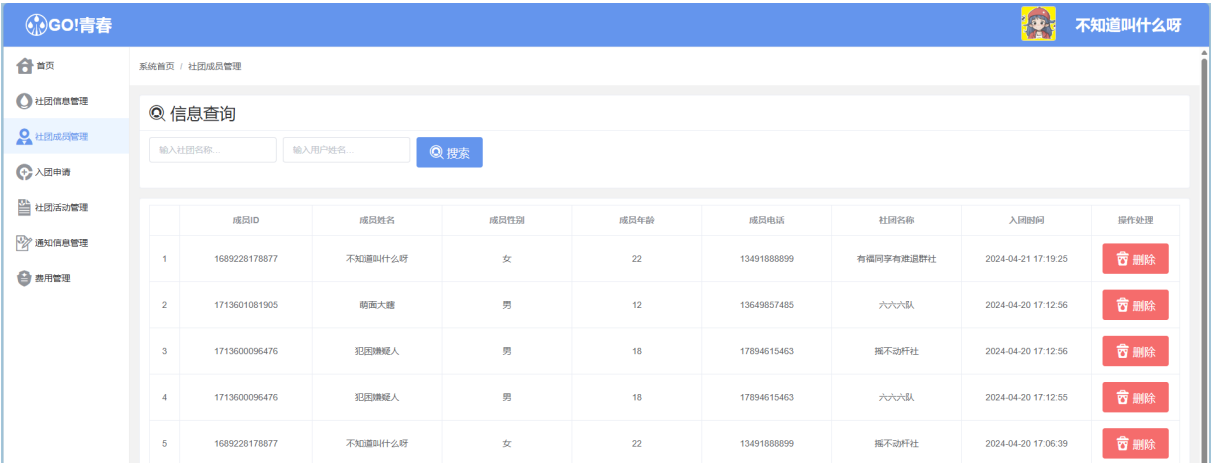 GO!青春
不知道叫什么呀
首页
社团信息管理
社团成员管理
入团申请
社团活动管理
通知信息管理
费用管理
系统首页 / 社团成员管理
信息查询
输入社团名称... 输入用户姓名... 搜索
成员ID 成员姓名 成员性别 成员年龄 成员电话 社团名称 入团时间 操作处理
1 1689228178877 不知道叫什么呀 女 22 13491888899 有福同享有难退群社 2024-04-21 17:19:25 删除
2 1713601081905 萌面大瞎 男 12 13649857485 六六六队 2024-04-20 17:12:56 删除
3 1713600096476 犯困嫌疑人 男 18 17894615463 摇不动杆社 2024-04-20 17:12:56 删除
4 1713600096476 犯困嫌疑人 男 18 17894615463 六六六队 2024-04-20 17:12:55 删除
5 1689228178877 不知道叫什么呀 女 22 13491888899 摇不动杆社 2024-04-20 17:06:39 删除